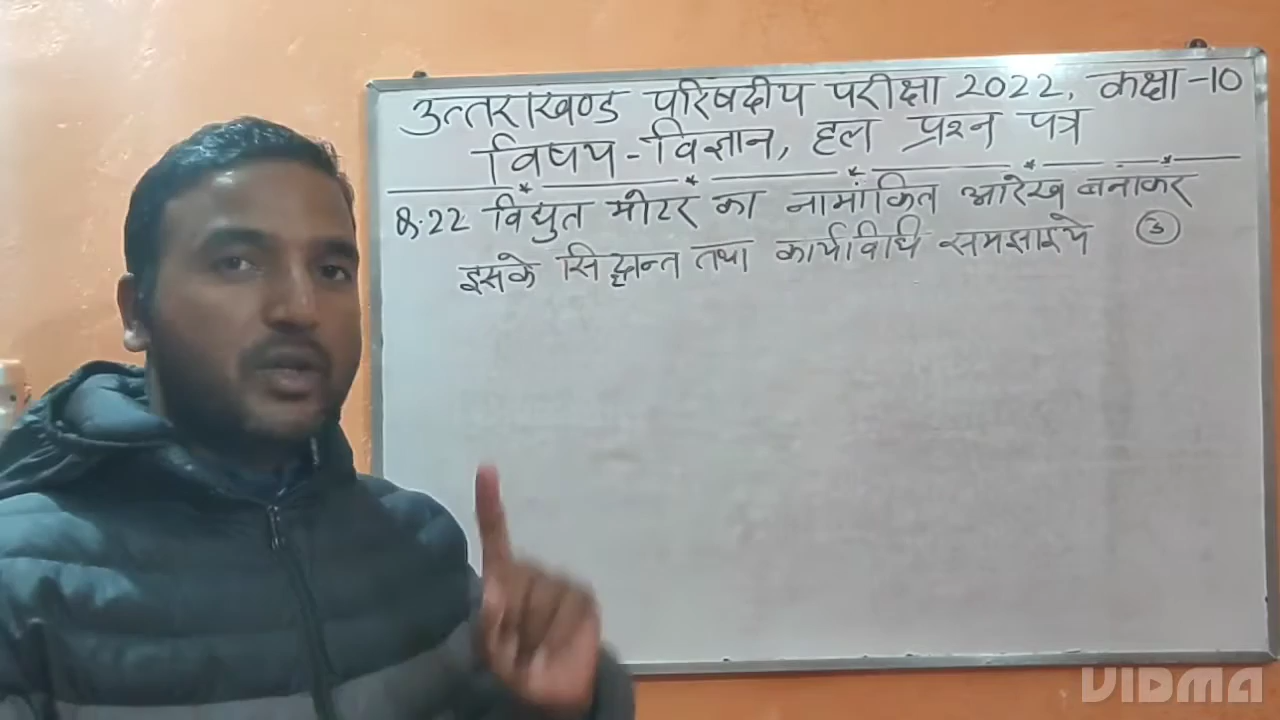 उत्तराखण्ड परिषदीय परीक्षा 2022, कक्षा-10
विषय-विज्ञान, हल प्रश्न पत्र
Q.22 विद्युत मोटर का नामांकित आरेख बनाकर
इसके सिद्धान्त तथा कार्यविधि समझाइये (3)
VIDMA